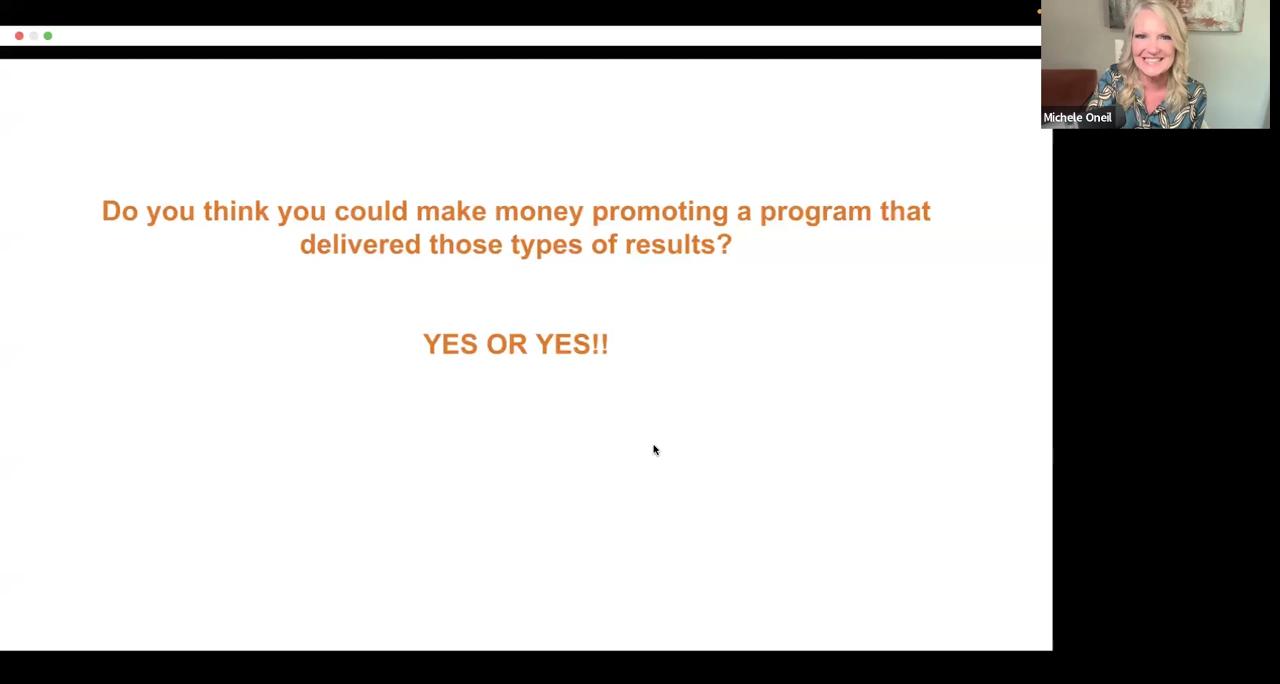 Do you think you could make money promoting a program that
delivered those types of results?
YES OR YES!!
Michele Oneil